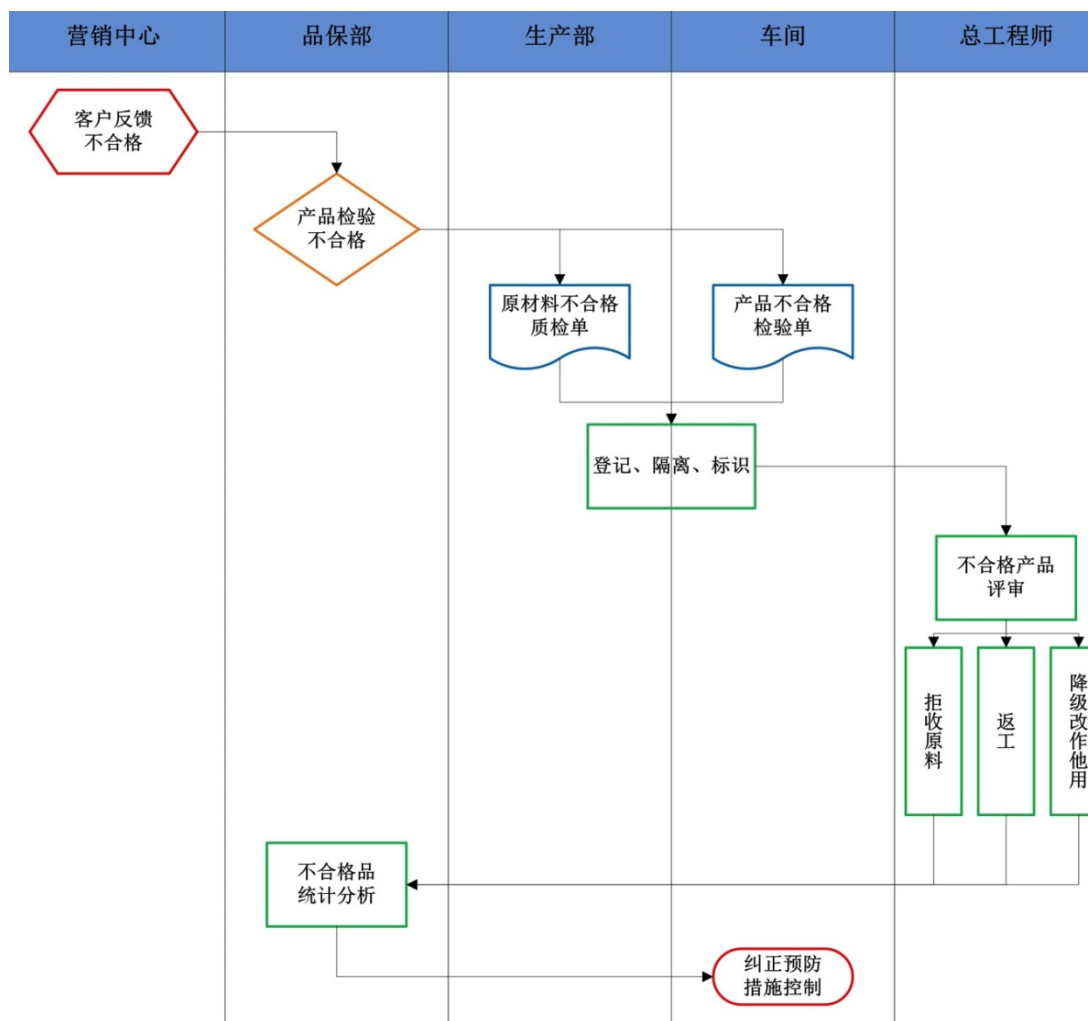 营销中心
品保部
生产部
车间
总工程师
客户反馈
不合格
产品检验
不合格
原材料不合格
质检单
产品不合格
检验单
登记、隔离、标识
不合格产品
评审
拒收原料
返工
降级改作他用
不合格品
统计分析
纠正预防
措施控制